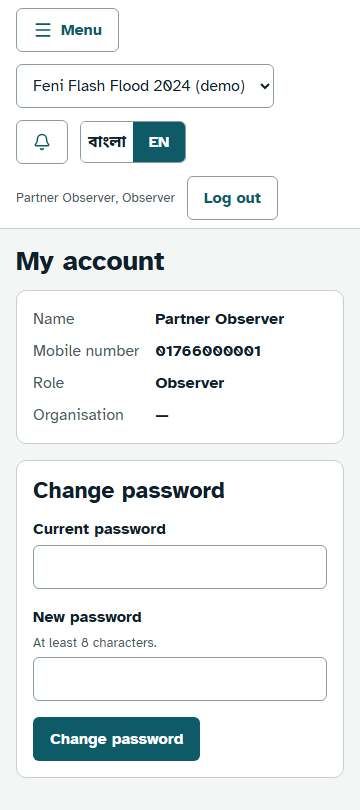 Menu
Feni Flash Flood 2024 (demo)
বাংলা EN
Partner Observer, Observer Log out
My account
Name Partner Observer
Mobile number 01766000001
Role Observer
Organisation —
Change password
Current password
New password
At least 8 characters.
Change password